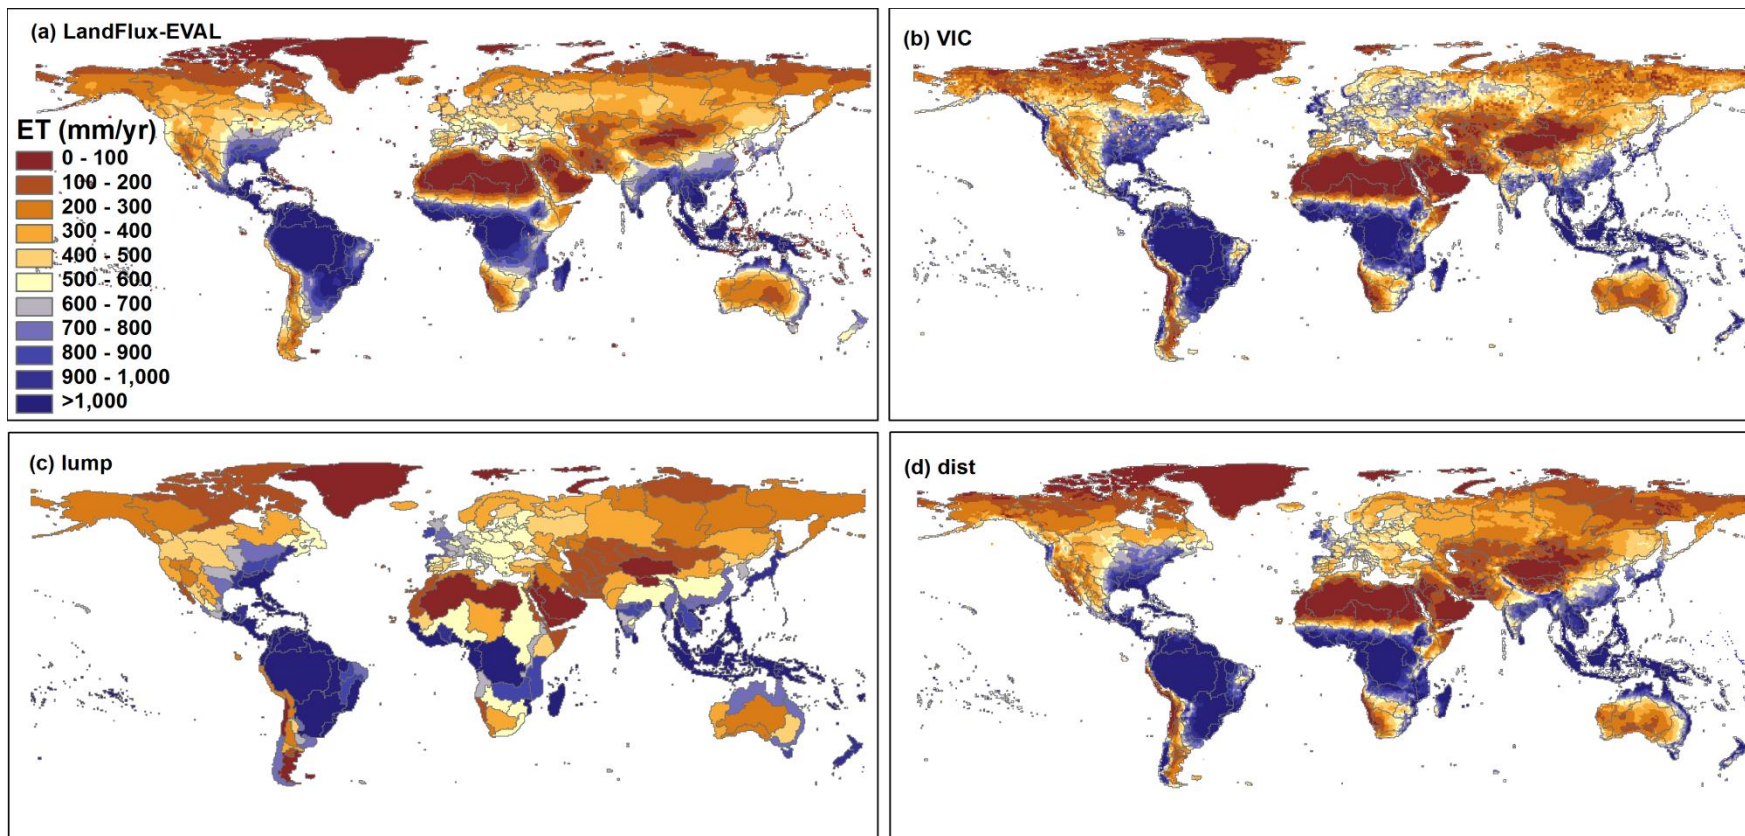 (a) LandFlux-EVAL
ET (mm/yr)
0 - 100
100 - 200
200 - 300
300 - 400
400 - 500
500 - 600
600 - 700
700 - 800
800 - 900
900 - 1,000
>1,000
(b) VIC
(c) lump
(d) dist